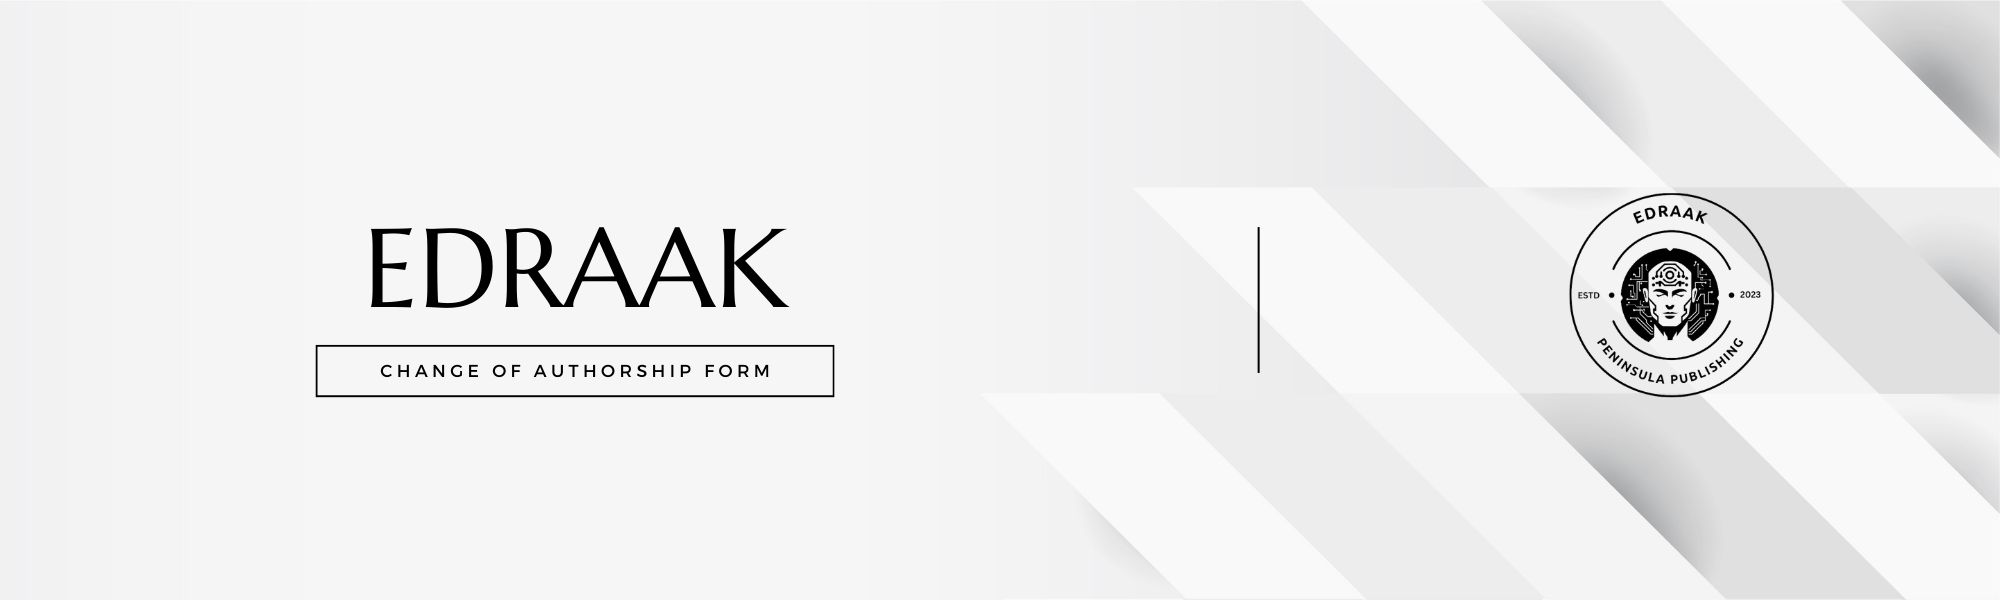 EDRAAK
CHANGE OF AUTHORSHIP FORM
EDRAAK
ESTD
2023
PENINSULA PUBLISHING